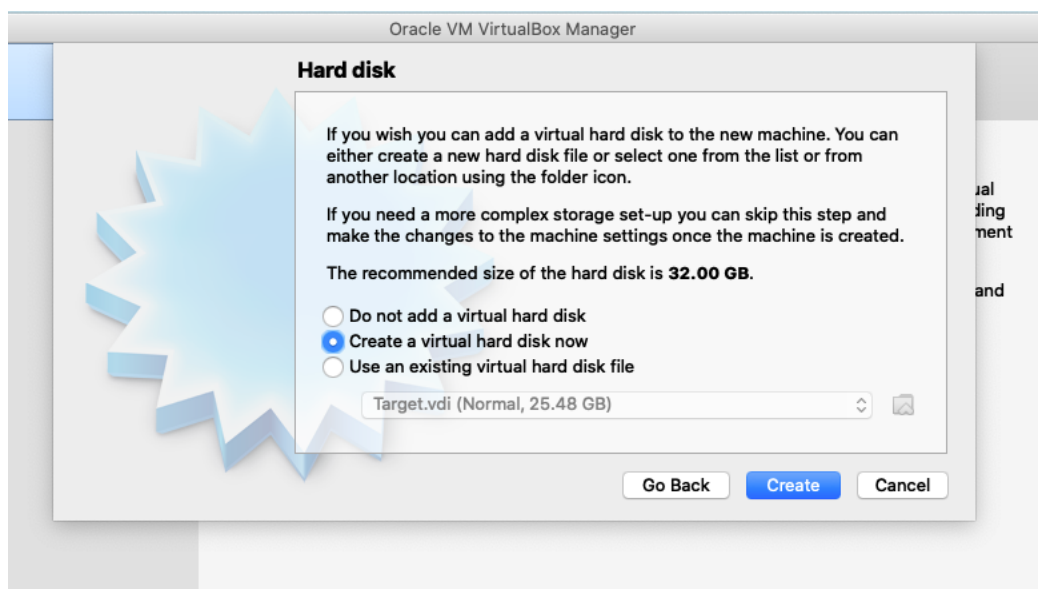 Oracle VM VirtualBox Manager
Hard disk
If you wish you can add a virtual hard disk to the new machine. You can
either create a new hard disk file or select one from the list or from
another location using the folder icon.
If you need a more complex storage set-up you can skip this step and
make the changes to the machine settings once the machine is created.
The recommended size of the hard disk is 32.00 GB.
Do not add a virtual hard disk
Create a virtual hard disk now
Use an existing virtual hard disk file
Target.vdi (Normal, 25.48 GB)
Go Back Create Cancel
ual
ding
ment
and